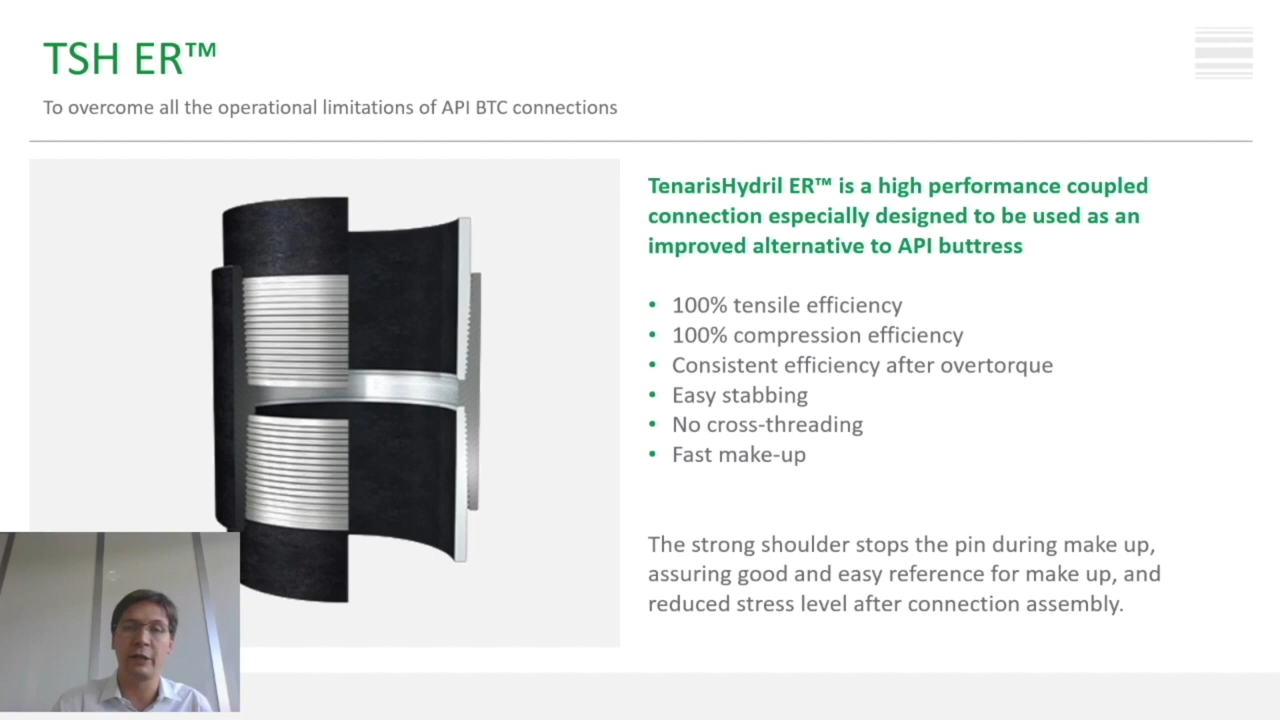 TSH ER™
To overcome all the operational limitations of API BTC connections
TenarisHydril ER™ is a high performance coupled
connection especially designed to be used as an
improved alternative to API buttress
• 100% tensile efficiency
• 100% compression efficiency
• Consistent efficiency after overtorque
• Easy stabbing
• No cross-threading
• Fast make-up
The strong shoulder stops the pin during make up,
assuring good and easy reference for make up, and
reduced stress level after connection assembly.